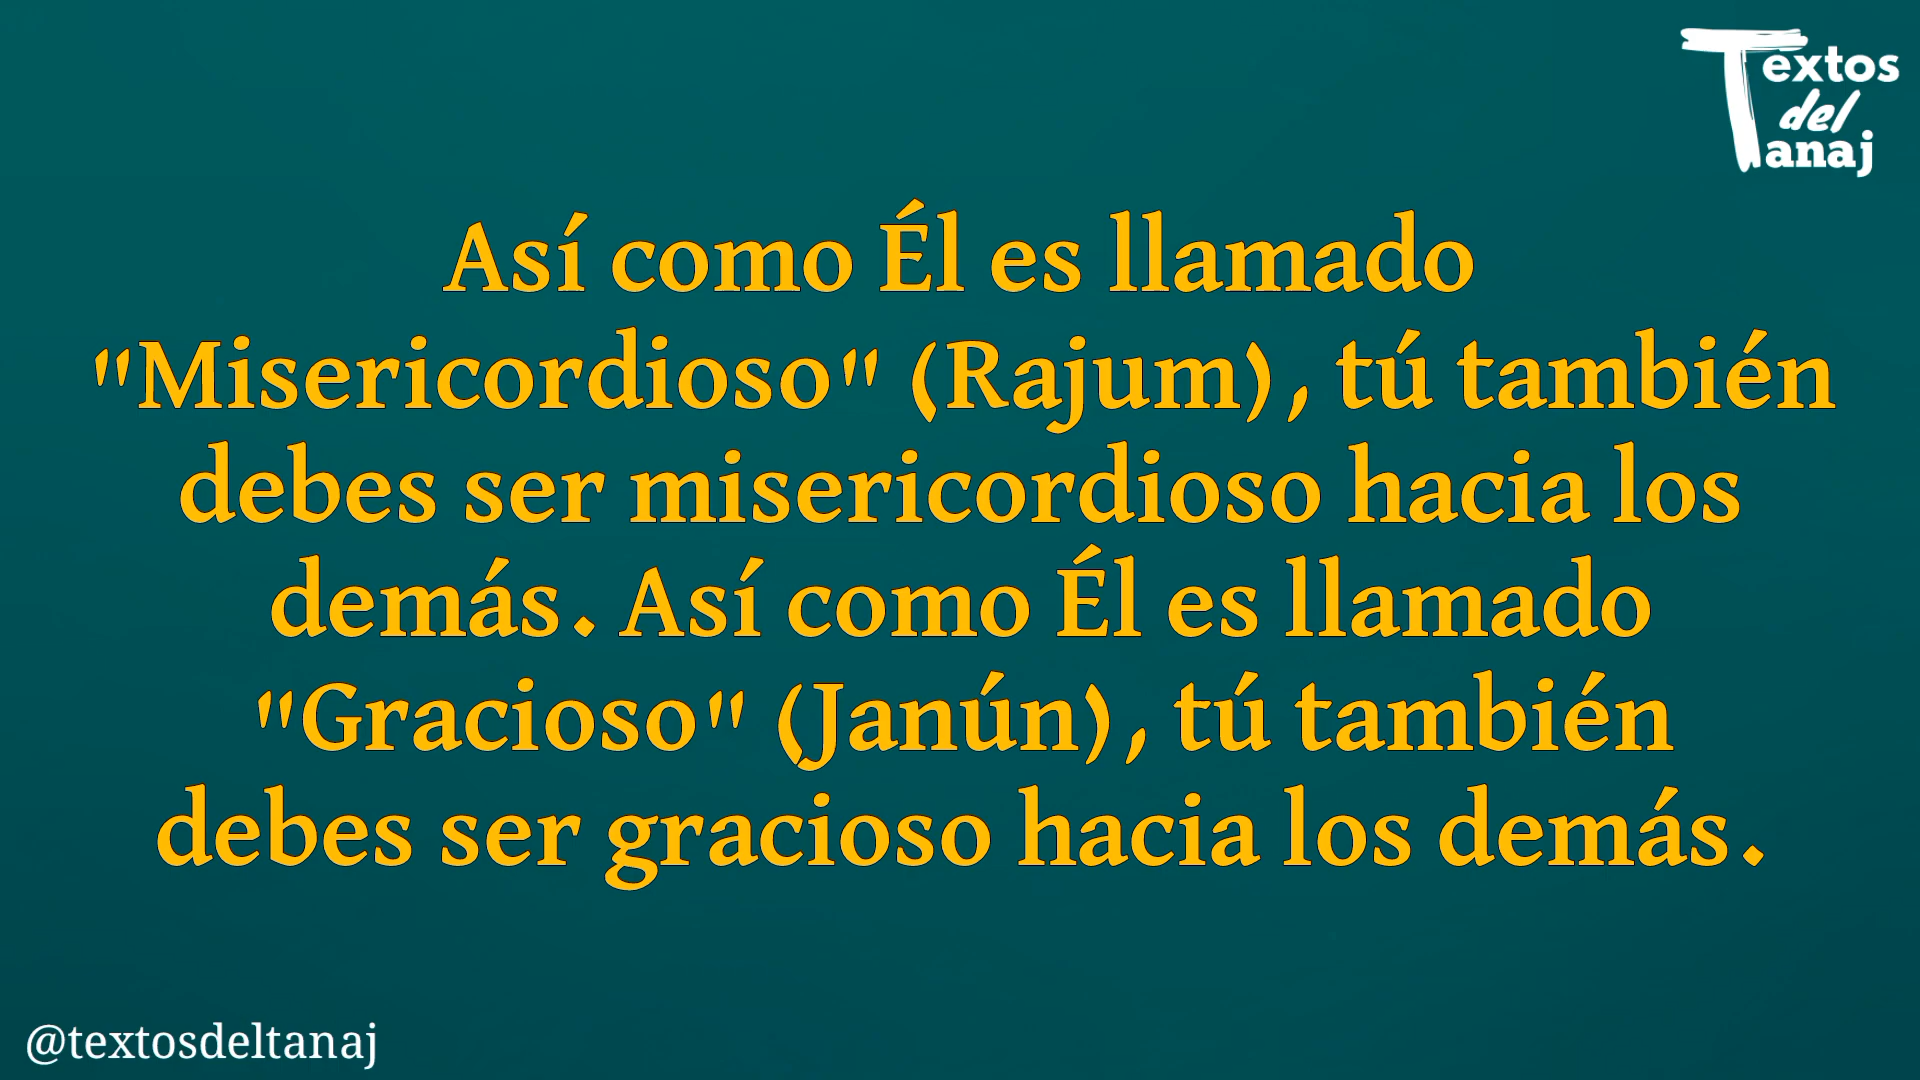 Textos
del
Tanaj
Así como Él es llamado
"Misericordioso" (Rajum), tú también
debes ser misericordioso hacia los
demás. Así como Él es llamado
"Gracioso" (Janún), tú también
debes ser gracioso hacia los demás.
@textosdeltanaj